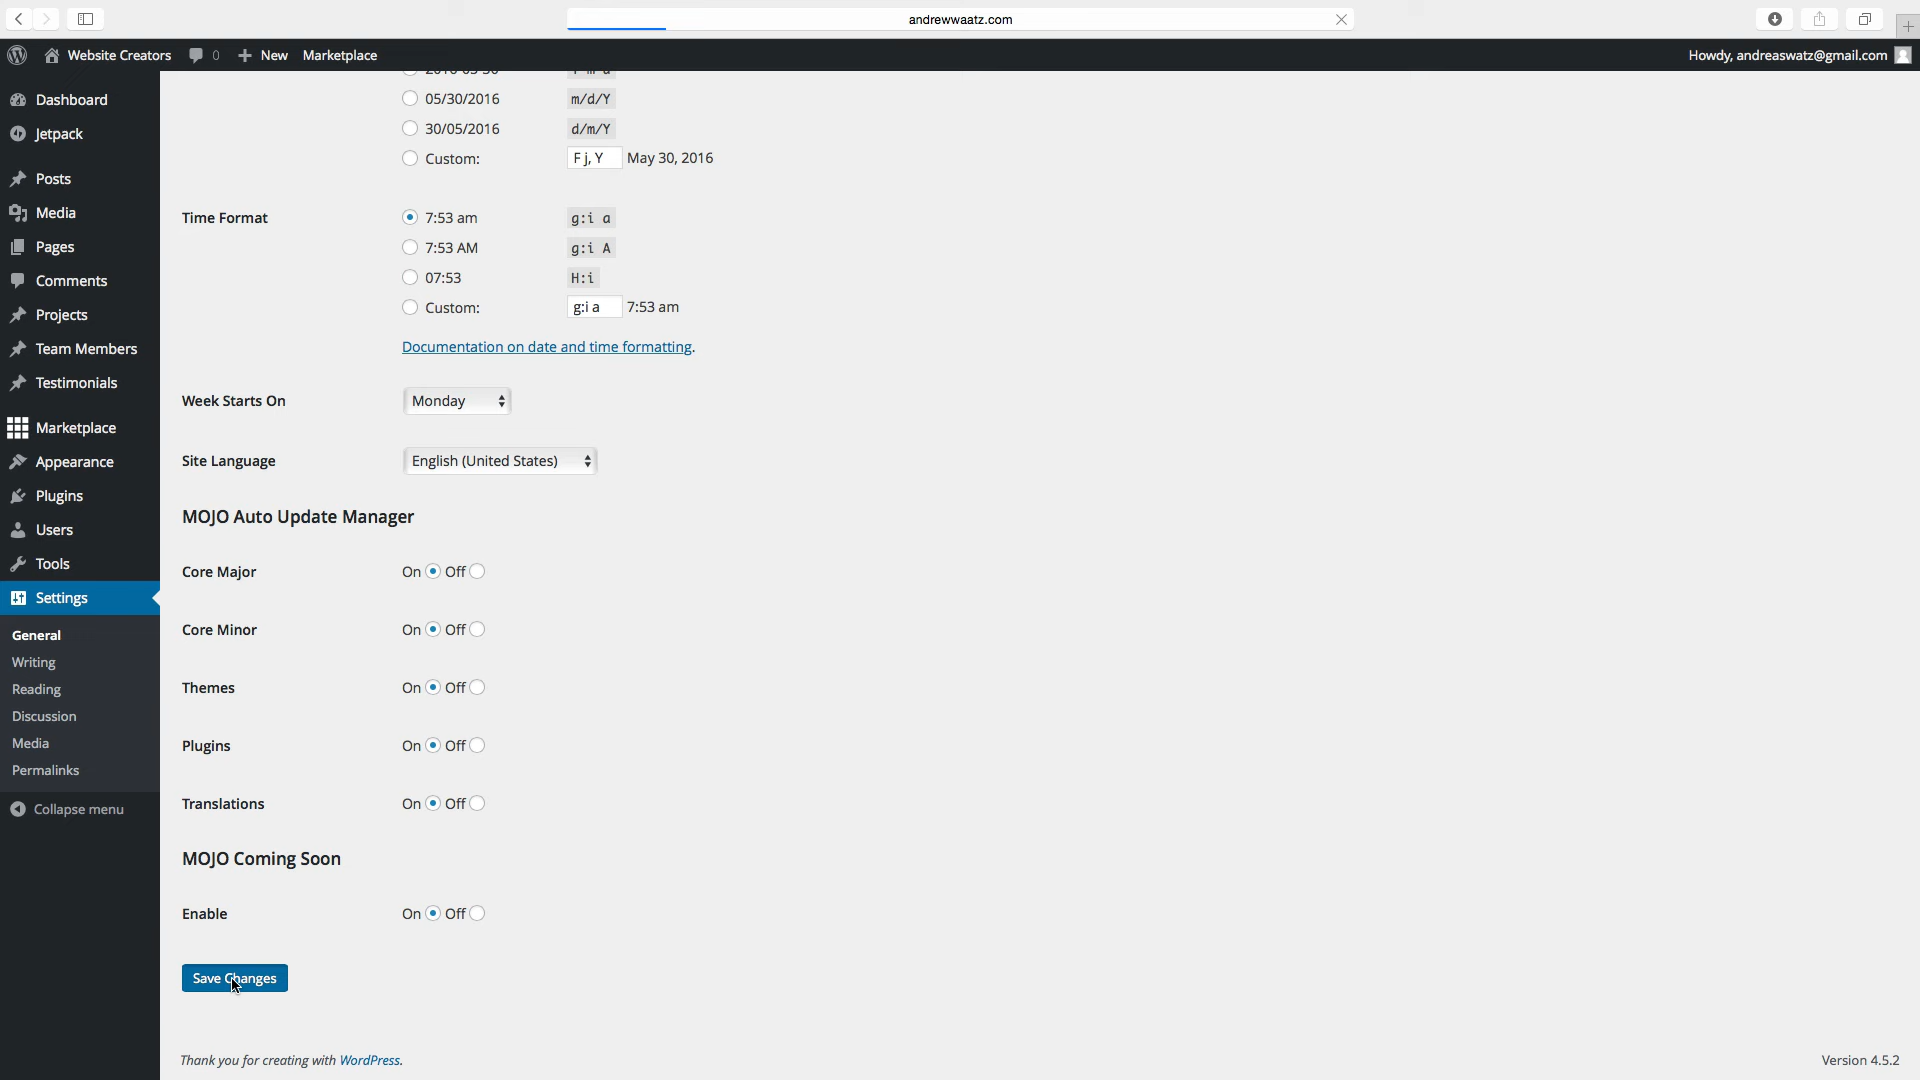 andrewwaatz.com
Website Creators 0 New Marketplace Howdy, andreaswatz@gmail.com
Dashboard
Jetpack
Posts
Media
Pages
Comments
Projects
Team Members
Testimonials
Marketplace
Appearance
Plugins
Users
Tools
Settings
General
Writing
Reading
Discussion
Media
Permalinks
Collapse menu
05/30/2016 m/d/Y
30/05/2016 d/m/Y
Custom: F j, Y May 30, 2016
Time Format 7:53 am g:i a
7:53 AM g:i A
07:53 H:i
Custom: g:i a 7:53 am
Documentation on date and time formatting.
Week Starts On Monday
Site Language English (United States)
MOJO Auto Update Manager
Core Major On Off
Core Minor On Off
Themes On Off
Plugins On Off
Translations On Off
MOJO Coming Soon
Enable On Off
Save Changes
Thank you for creating with WordPress. Version 4.5.2